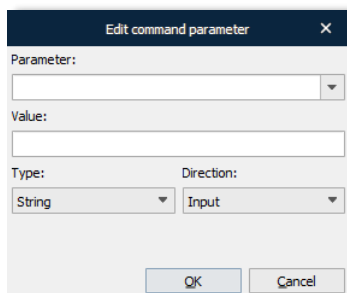 Edit command parameter
Parameter:
Value:
Type: Direction:
String Input
OK Cancel